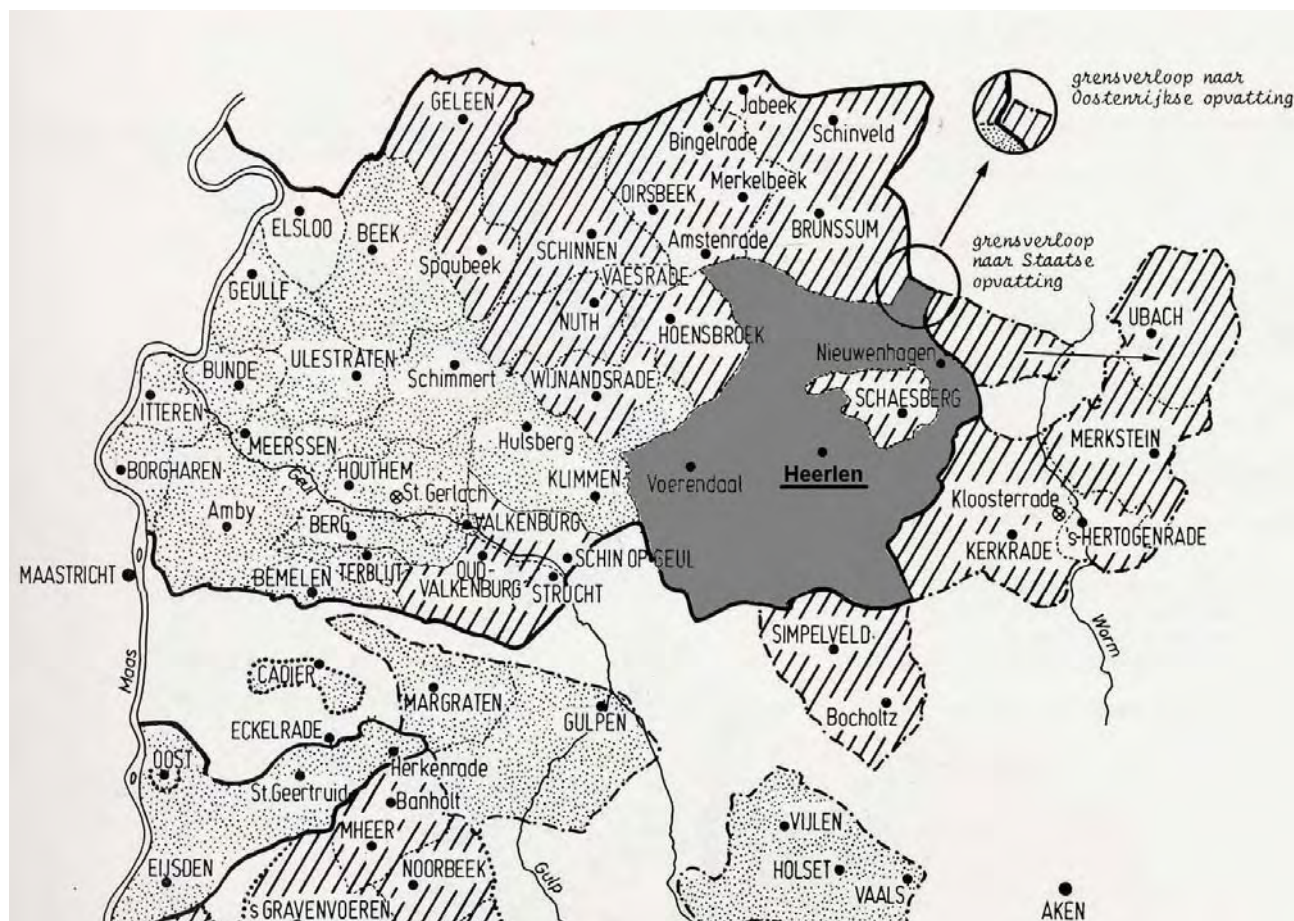 grensverloop naar
Oostenrijkse opvatting
GELEEN
Jabeek
Bingelrade
Schinveld
OIRSBEEK
Merkelbeek
ELSLOO
BEEK
SCHINNEN
Amstenrade
BRUNSSUM
grensverloop
naar Staatse
opvatting
Spaubeek
VAESRADE
GEULLE
NUTH
HOENSBROEK
UBACH
Nieuwenhagen
BUNDE
ULESTRATEN
Schimmert
WIJNANDSRADE
SCHAESBERG
ITTEREN
MEERSSEN
Hulsberg
MERKSTEIN
BORGHAREN
Geul
HOUTHEM
St. Gerlach
KLIMMEN
Voerendaal
Heerlen
Kloosterrade
Amby
BERG
VALKENBURG
KERKRADE
's-HERTOGENRADE
MAASTRICHT
BEMELEN
TERBLIJT
OUD-
VALKENBURG
SCHIN OP GEUL
STRUCHT
SIMPELVELD
Worm
Maas
CADIER
MARGRATEN
GULPEN
Bocholtz
ECKELRADE
OOST
Herkenrade
St.Geertruid
Banholt
MHEER
VIJLEN
EIJSDEN
NOORBEEK
Gulp
HOLSET
VAALS
's GRAVENVOEREN
AKEN